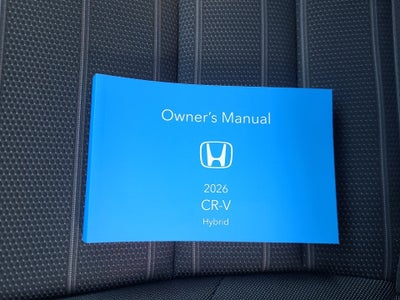 Owner's Manual
2026
CR-V
Hybrid